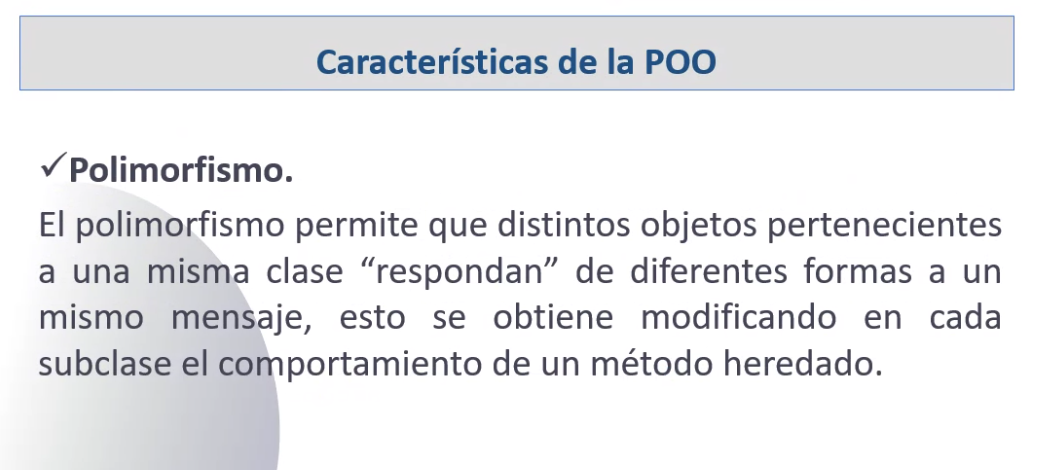 Características de la POO
✓Polimorfismo.
El polimorfismo permite que distintos objetos pertenecientes
a una misma clase “respondan” de diferentes formas a un
mismo mensaje, esto se obtiene modificando en cada
subclase el comportamiento de un método heredado.